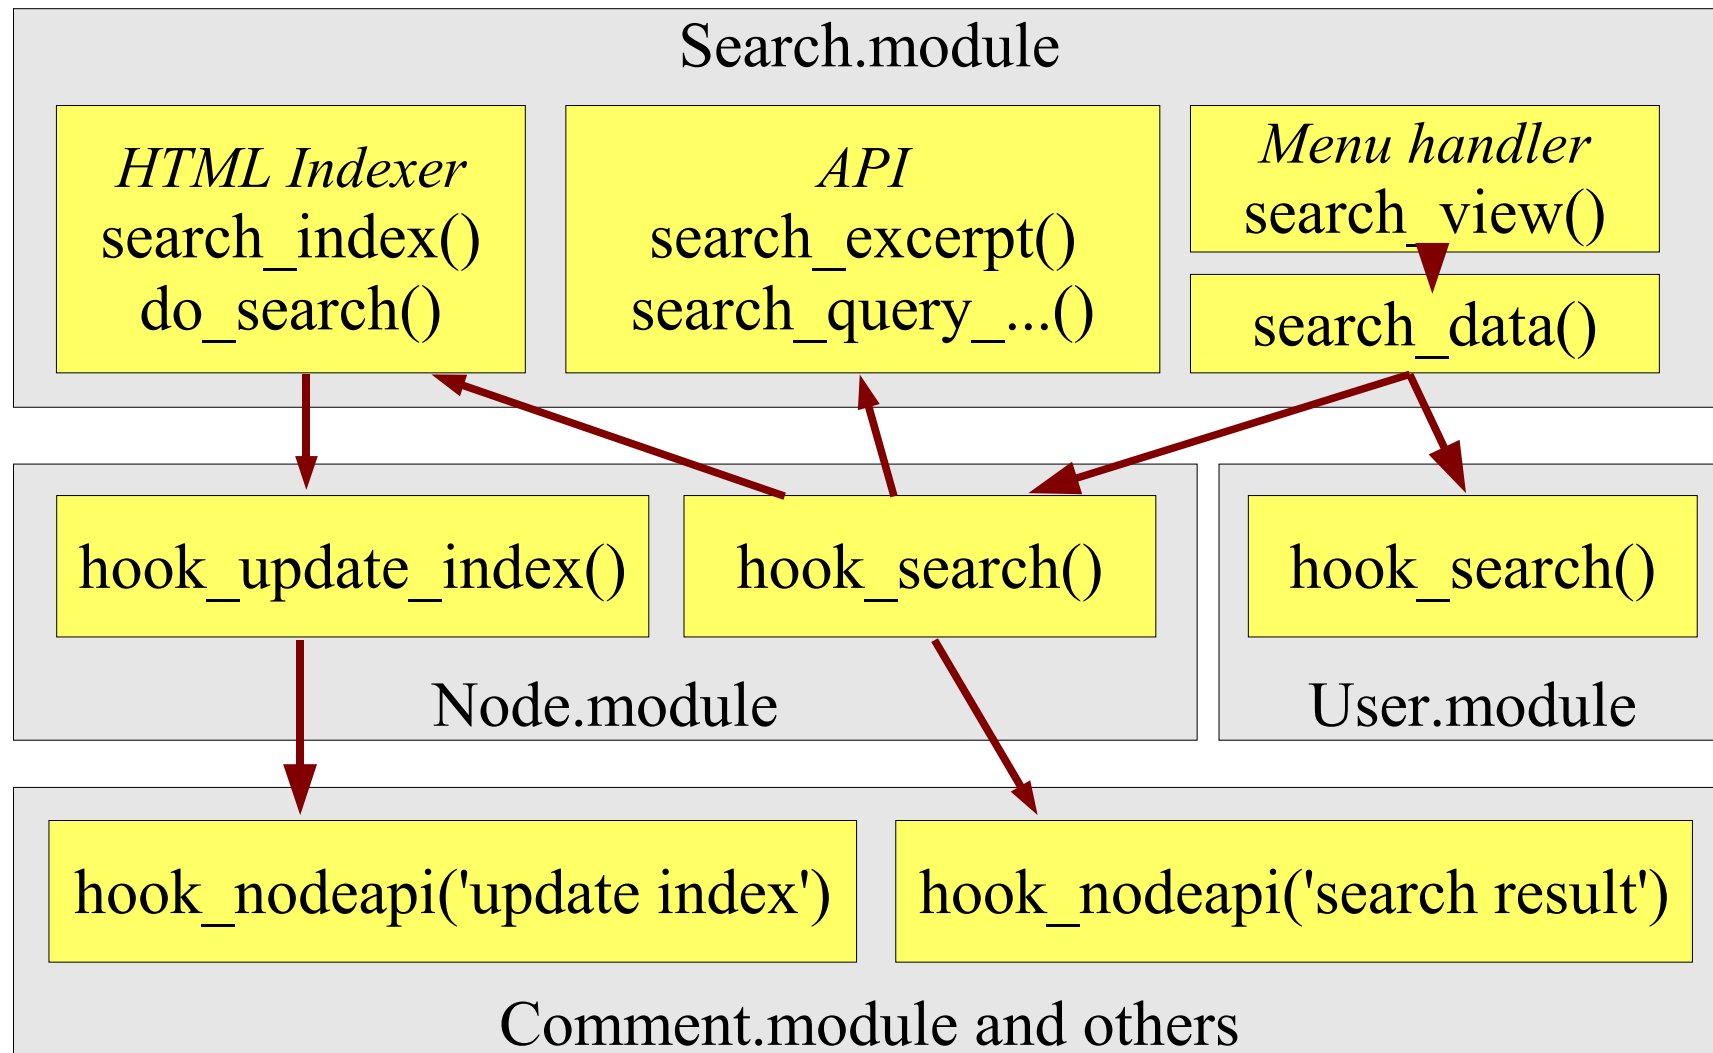 Search.module
HTML Indexer
search_index()
do_search()
API
search_excerpt()
search_query_...()
Menu handler
search_view()
search_data()
hook_update_index()
hook_search()
Node.module
hook_search()
User.module
hook_nodeapi('update index')
hook_nodeapi('search result')
Comment.module and others